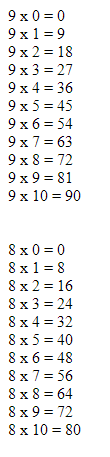 9 x 0 = 0
9 x 1 = 9
9 x 2 = 18
9 x 3 = 27
9 x 4 = 36
9 x 5 = 45
9 x 6 = 54
9 x 7 = 63
9 x 8 = 72
9 x 9 = 81
9 x 10 = 90
8 x 0 = 0
8 x 1 = 8
8 x 2 = 16
8 x 3 = 24
8 x 4 = 32
8 x 5 = 40
8 x 6 = 48
8 x 7 = 56
8 x 8 = 64
8 x 9 = 72
8 x 10 = 80